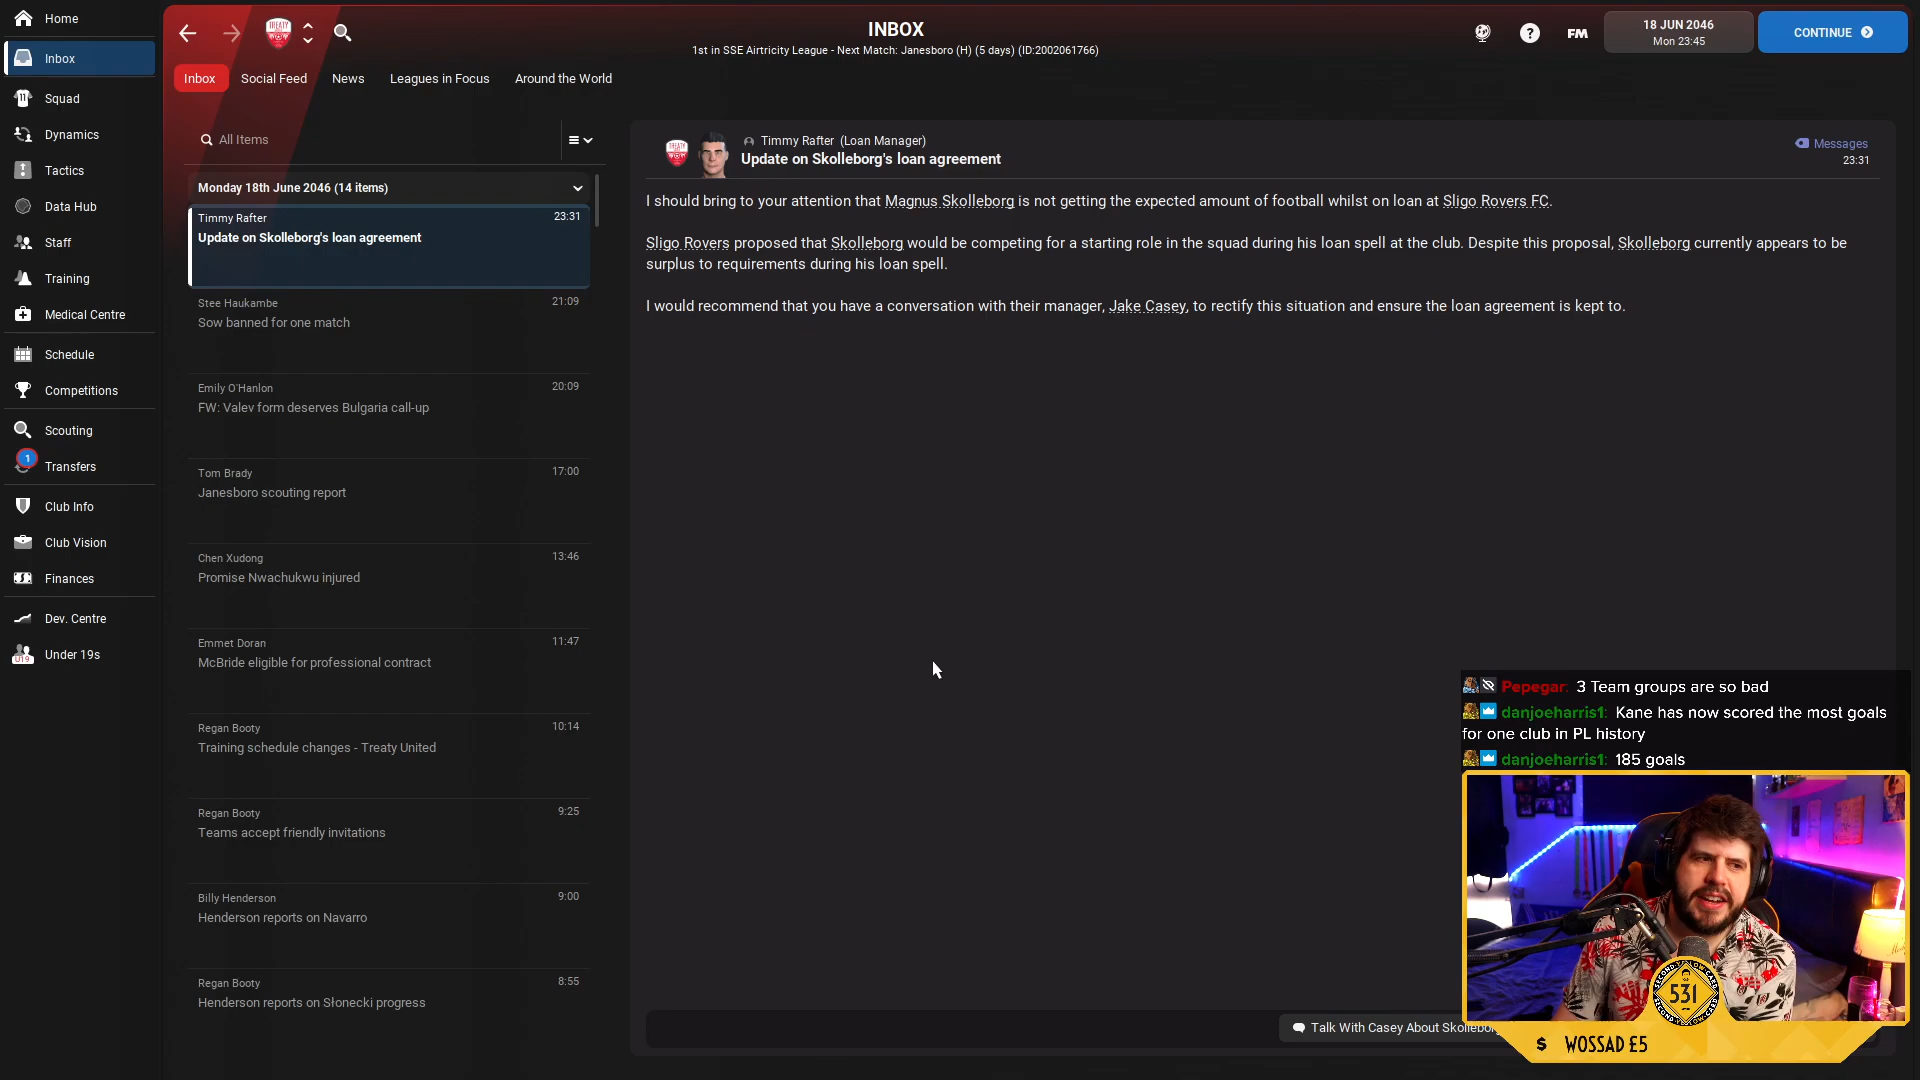 Home
Inbox
Squad
Dynamics
Tactics
Data Hub
Staff
Training
Medical Centre
Schedule
Competitions
Scouting
1
Transfers
Club Info
Club Vision
Finances
Dev. Centre
U19
Under 19s
TREATY
INBOX
1st in SSE Airtricity League - Next Match: Janesboro (H) (5 days) (ID:2002061766)
?
FM
18 JUN 2046
Mon 23:45
CONTINUE
Inbox
Social Feed
News
Leagues in Focus
Around the World
All Items
Monday 18th June 2046 (14 items)
Timmy Rafter
23:31
Update on Skolleborg's loan agreement
Stee Haukambe
21:09
Sow banned for one match
Emily O'Hanlon
20:09
FW: Valev form deserves Bulgaria call-up
Tom Brady
17:00
Janesboro scouting report
Chen Xudong
13:46
Promise Nwachukwu injured
Emmet Doran
11:47
McBride eligible for professional contract
Regan Booty
10:14
Training schedule changes - Treaty United
Regan Booty
9:25
Teams accept friendly invitations
Billy Henderson
9:00
Henderson reports on Navarro
Regan Booty
8:55
Henderson reports on Słonecki progress
Timmy Rafter (Loan Manager)
Update on Skolleborg's loan agreement
Messages
23:31
I should bring to your attention that Magnus Skolleborg is not getting the expected amount of football whilst on loan at Sligo Rovers FC.
Sligo Rovers proposed that Skolleborg would be competing for a starting role in the squad during his loan spell at the club. Despite this proposal, Skolleborg currently appears to be
surplus to requirements during his loan spell.
I would recommend that you have a conversation with their manager, Jake Casey, to rectify this situation and ensure the loan agreement is kept to.
Talk With Casey About Skolleborg
Pepegar: 3 Team groups are so bad
danjoeharris1: Kane has now scored the most goals
for one club in PL history
danjoeharris1: 185 goals
SECOND YELLOW CARD
531
$ WOSSAD £5